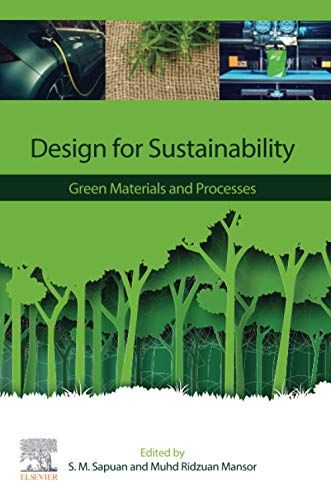 Design for Sustainability
Green Materials and Processes
Edited by
S. M. Sapuan and Muhd Ridzuan Mansor
ELSEVIER